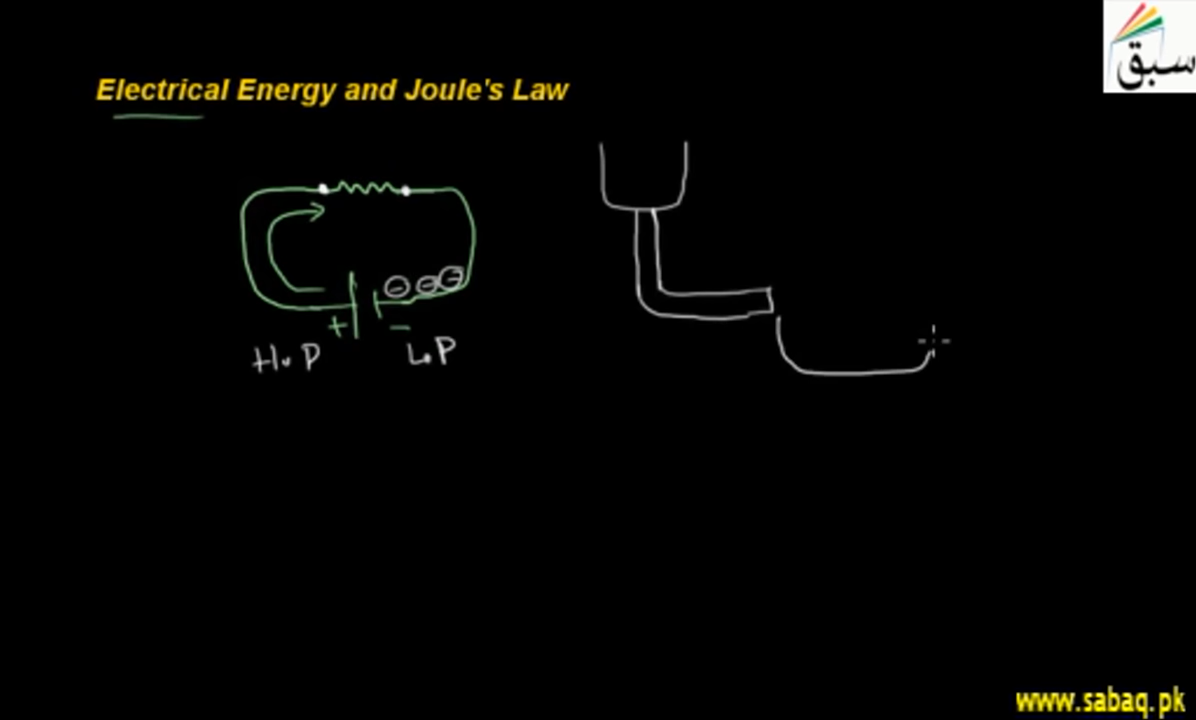 سبق
Electrical Energy and Joule's Law
+ −
H.P L.P
www.sabaq.pk